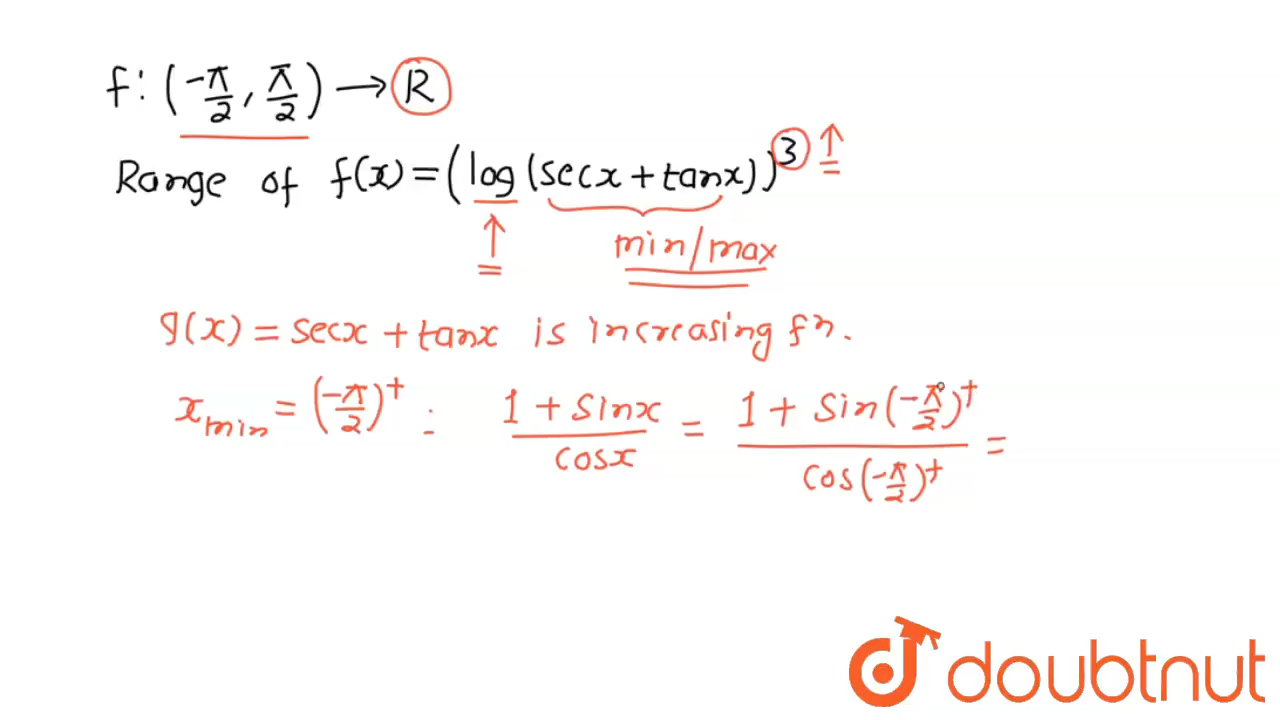 f: (-π/2, π/2) → R
Range of f(x) = (log (secx + tanx))³ ↑
↑ min/max
g(x) = secx + tanx is increasing fn.
x min = (-π/2)⁺ : 1 + sinx / cosx = 1 + sin(-π/2)⁺ / cos(-π/2)⁺ =
doubtnut